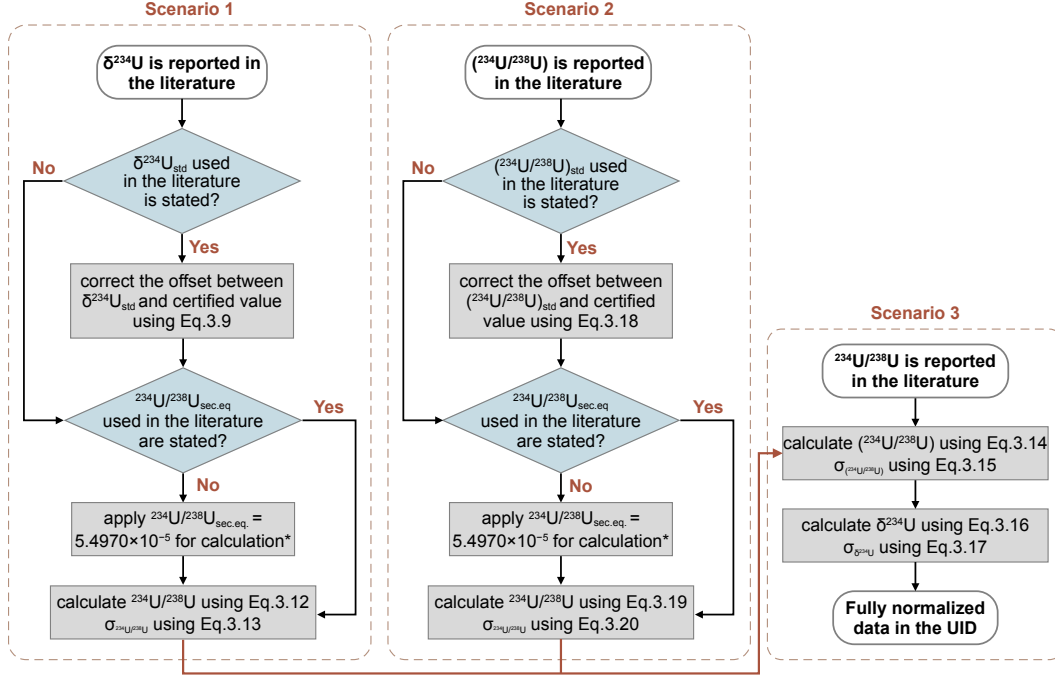 Scenario 1
δ²³⁴U is reported in
the literature
No
δ²³⁴U_std used
in the literature
is stated?
Yes
correct the offset between
δ²³⁴U_std and certified value
using Eq.3.9
²³⁴U/²³⁸U_sec.eq
used in the literature
are stated?
Yes
No
apply ²³⁴U/²³⁸U_sec.eq. =
5.4970×10⁻⁵ for calculation*
calculate ²³⁴U/²³⁸U using Eq.3.12
σ_²³⁴U/²³⁸U using Eq.3.13
Scenario 2
(²³⁴U/²³⁸U) is reported
in the literature
No
(²³⁴U/²³⁸U)_std used
in the literature
is stated?
Yes
correct the offset between
(²³⁴U/²³⁸U)_std and certified
value using Eq.3.18
²³⁴U/²³⁸U_sec.eq
used in the literature
are stated?
Yes
No
apply ²³⁴U/²³⁸U_sec.eq. =
5.4970×10⁻⁵ for calculation*
calculate ²³⁴U/²³⁸U using Eq.3.19
σ_²³⁴U/²³⁸U using Eq.3.20
Scenario 3
²³⁴U/²³⁸U is reported
in the literature
calculate (²³⁴U/²³⁸U) using Eq.3.14
σ_(²³⁴U/²³⁸U) using Eq.3.15
calculate δ²³⁴U using Eq.3.16
σ_δ²³⁴U using Eq.3.17
Fully normalized
data in the UID